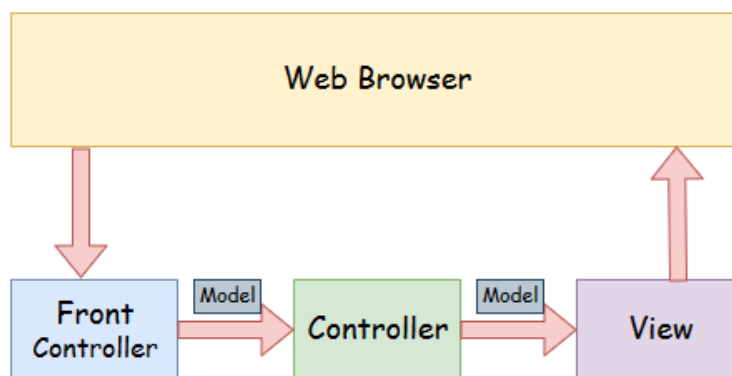 Web Browser
Front
Controller
Model
Controller
Model
View